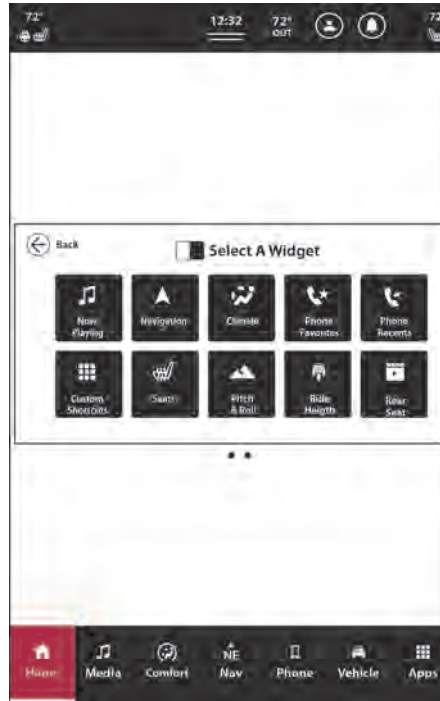 72°
12:32
72°
OUT
72
Back
Select A Widget
Now
Playing
Navigation
Climate
Phone
Favorites
Phone
Recents
Custom
Shortcuts
Seats
Pitch
& Roll
Ride
Heigth
Rear
Seat
Home
Media
Comfort
NE
Nav
Phone
Vehicle
Apps